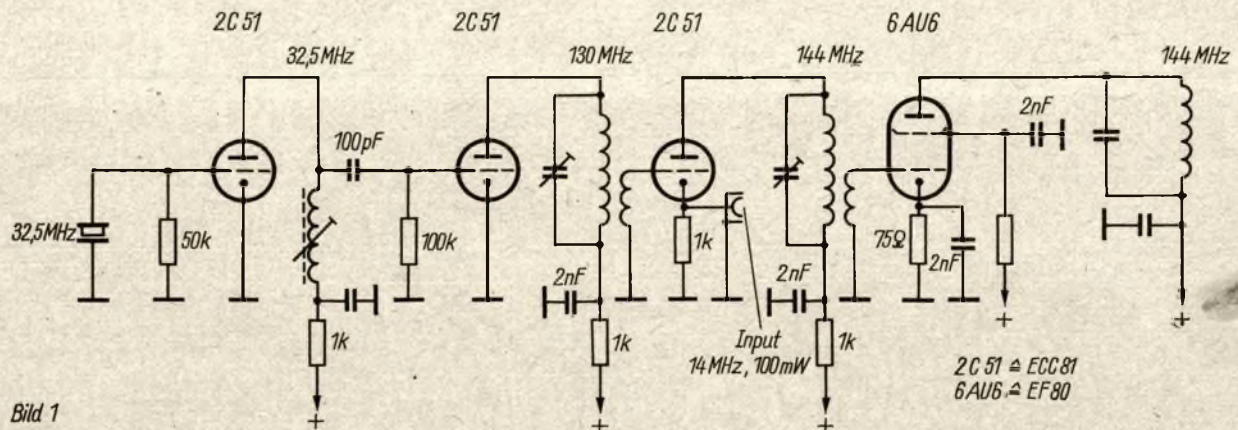 2C51
2C51
2C51
6AU6
32,5MHz
130MHz
144MHz
144MHz
100pF
2nF
32,5MHz
50k
100k
1k
75Ω
2nF
2nF
2nF
1k
1k
1k
Input
14MHz, 100mW
2C51 ≙ ECC81
6AU6 ≙ EF80
Bild 1
+
+
+
+
+